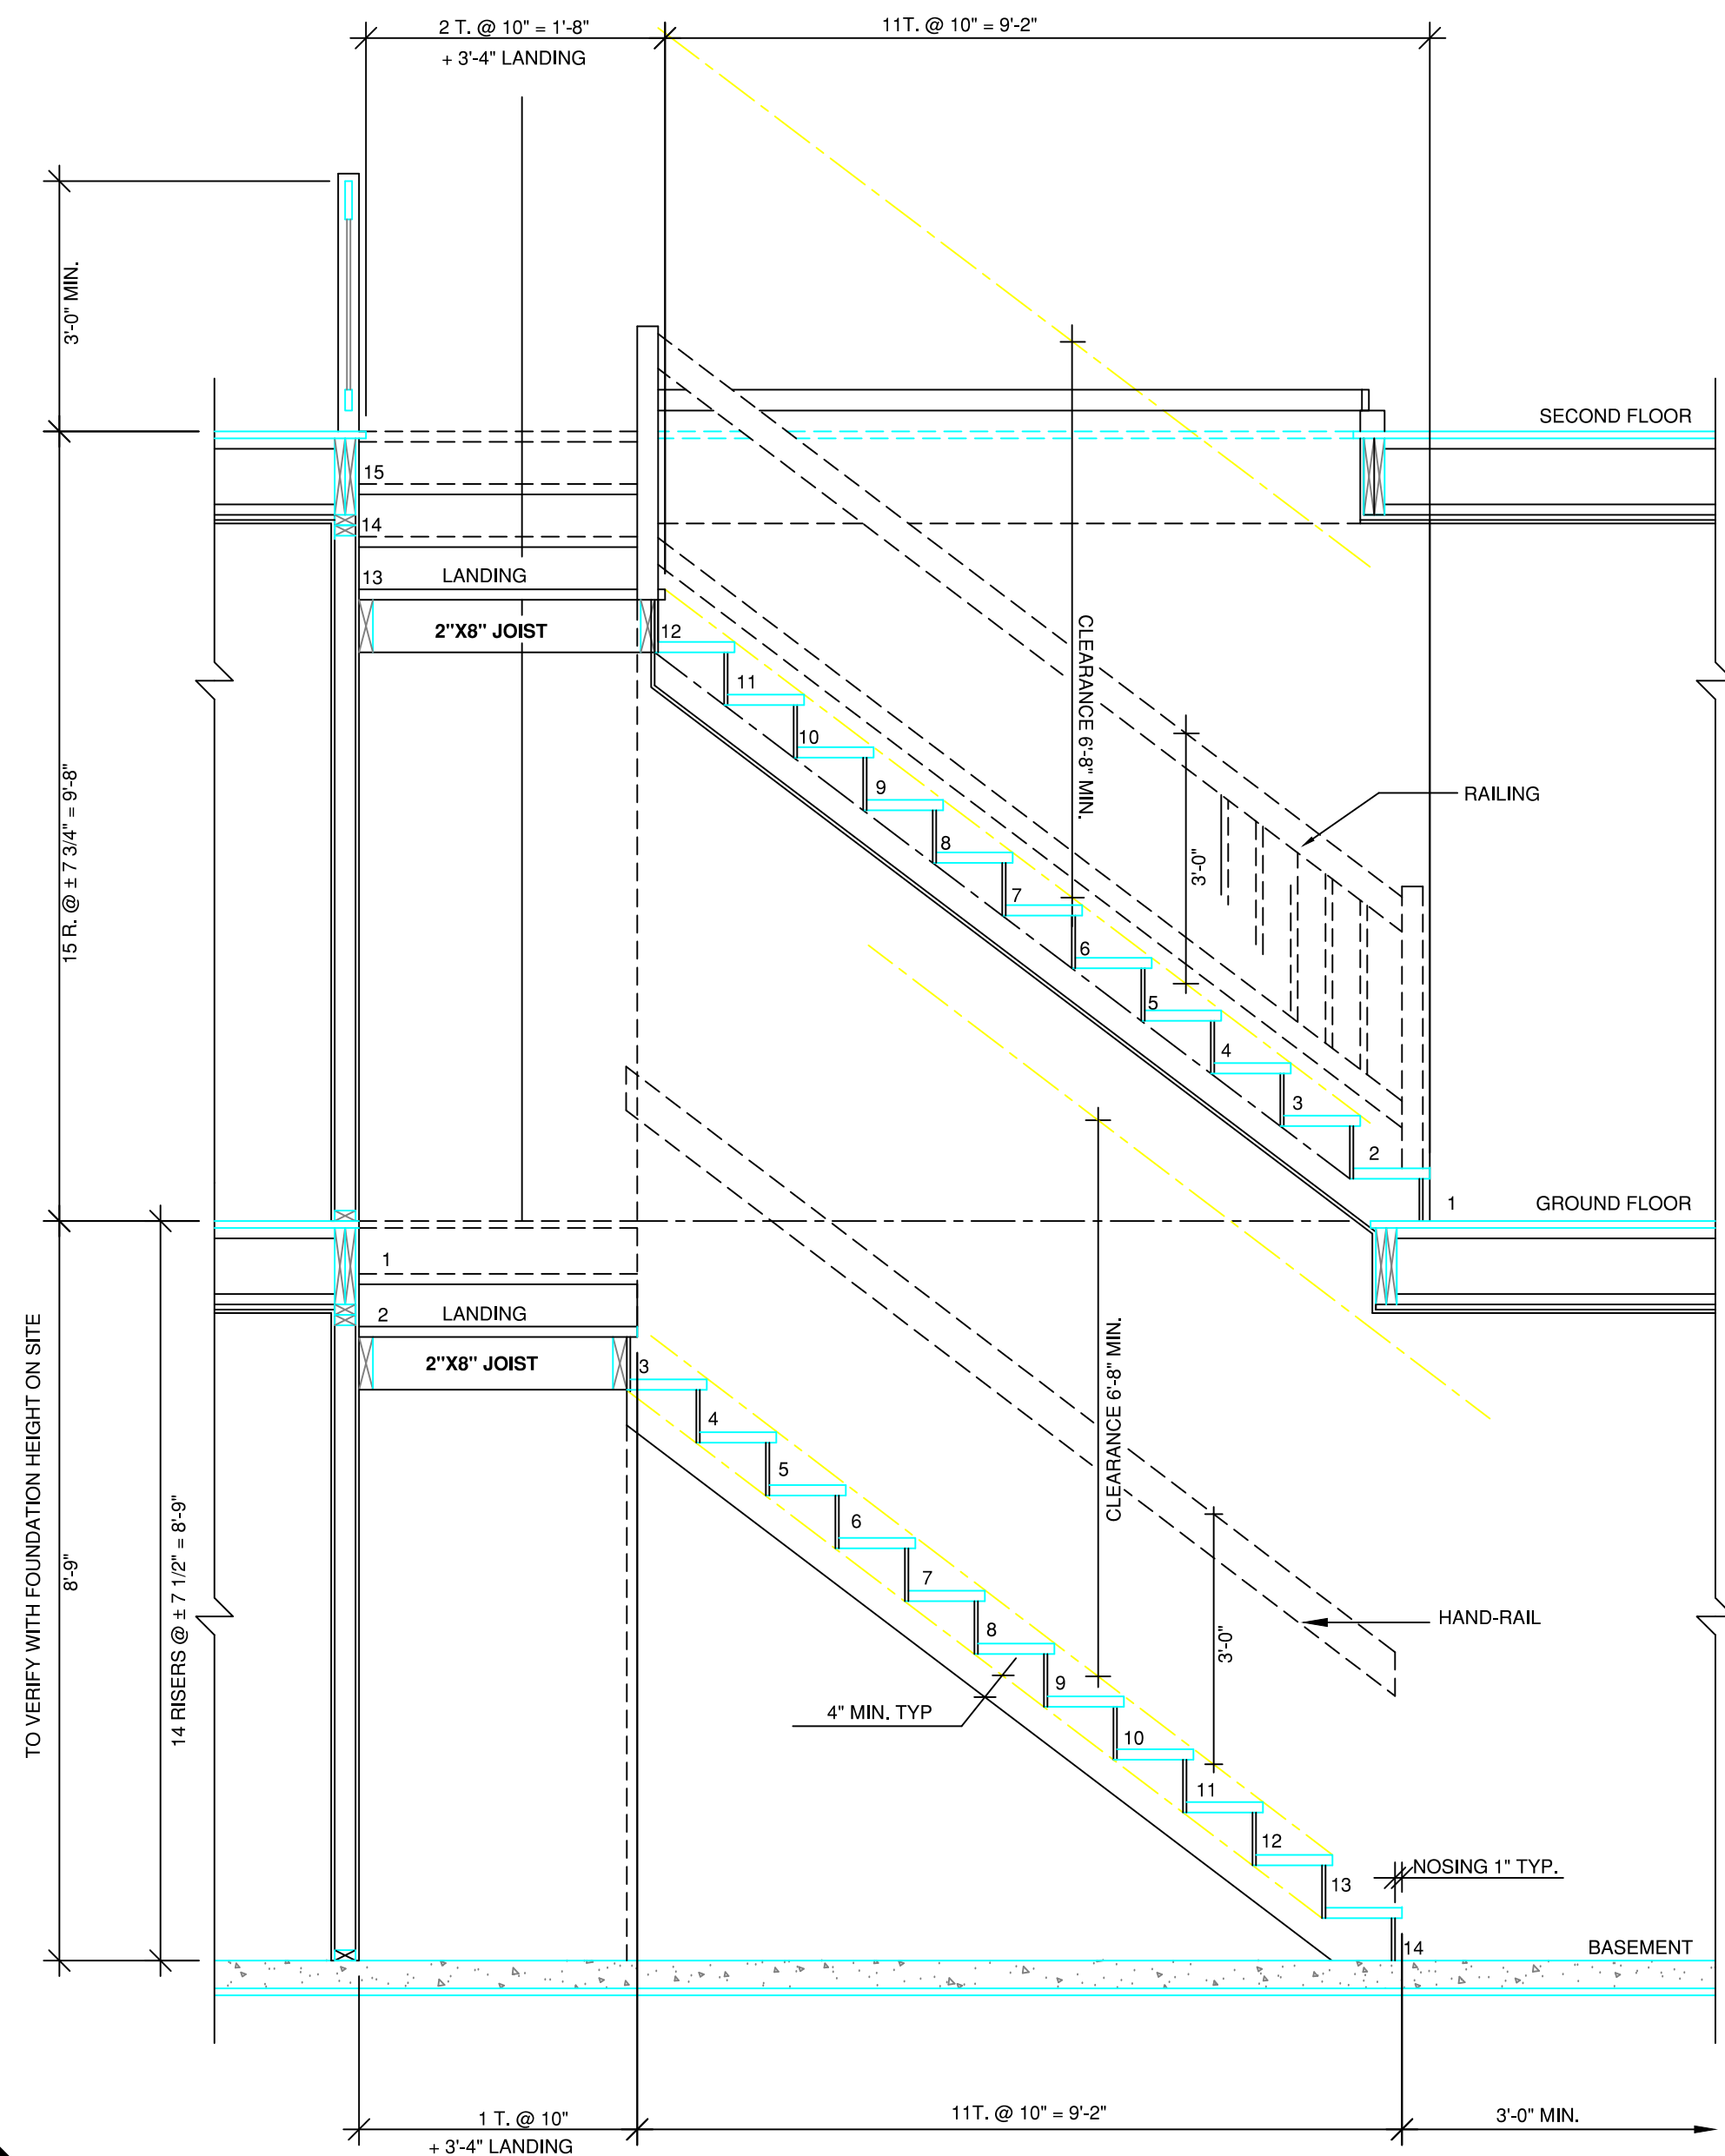 2 T. @ 10" = 1'-8"
+ 3'-4" LANDING
11T. @ 10" = 9'-2"
3'-0" MIN.
SECOND FLOOR
15
14
13
LANDING
2"X8" JOIST
12
11
10
9
8
7
6
5
4
3
2
1
CLEARANCE 6'-8" MIN.
3'-0"
RAILING
15 R. @ ± 7 3/4" = 9'-8"
GROUND FLOOR
1
2
LANDING
2"X8" JOIST
3
4
5
6
7
8
9
10
11
12
13
14
CLEARANCE 6'-8" MIN.
3'-0"
HAND-RAIL
4" MIN. TYP
NOSING 1" TYP.
TO VERIFY WITH FOUNDATION HEIGHT ON SITE
8'-9"
14 RISERS @ ± 7 1/2" = 8'-9"
BASEMENT
1 T. @ 10"
+ 3'-4" LANDING
11T. @ 10" = 9'-2"
3'-0" MIN.